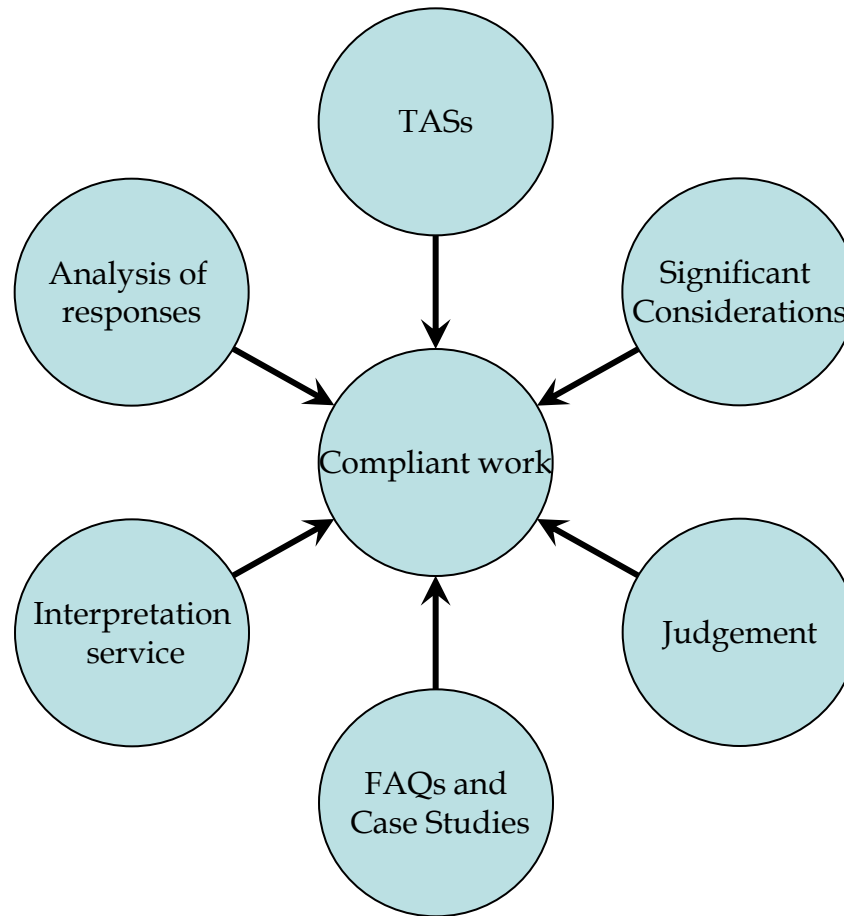 TASs
Analysis of
responses
Significant
Considerations
Compliant work
Interpretation
service
Judgement
FAQs and
Case Studies